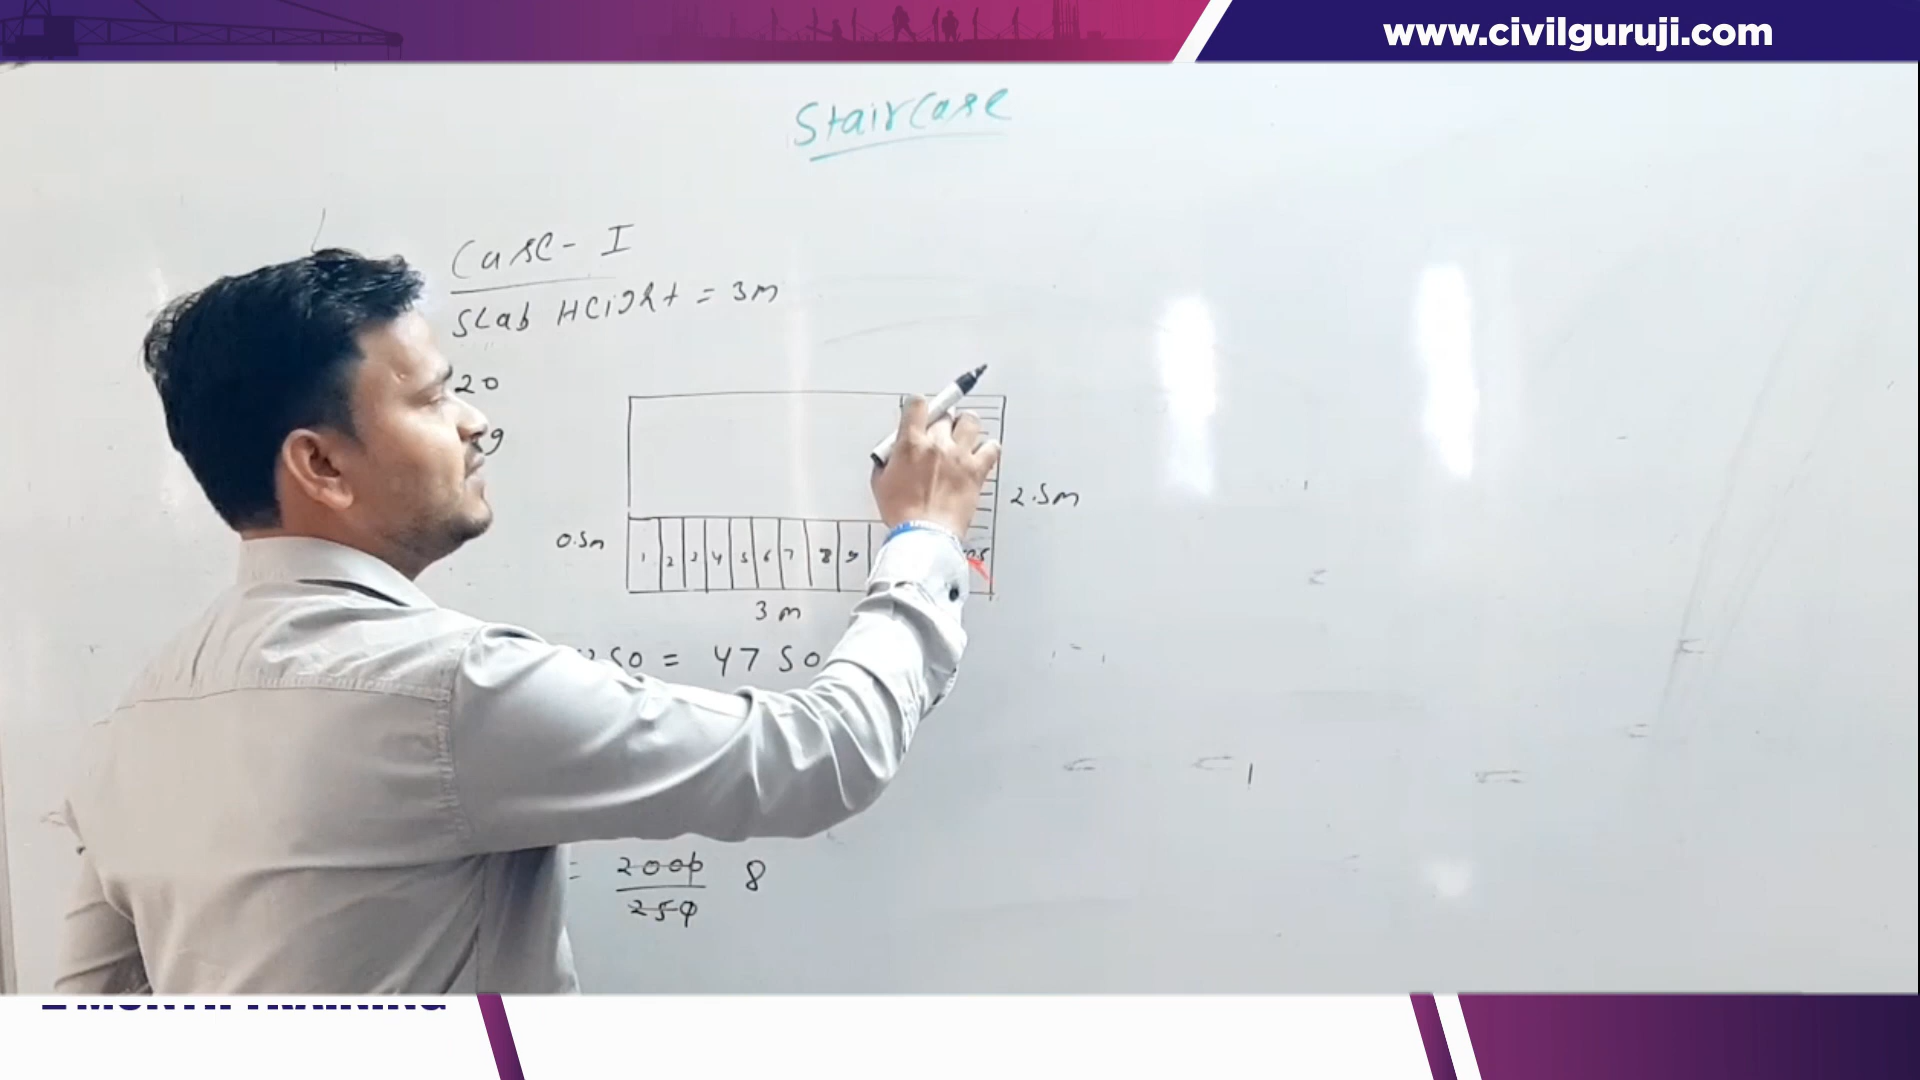 www.civilguruji.com
Staircase
Case-I
Slab Height = 3m
20
9
2.5m
0.5m
1 2 3 4 5 6 7 8 9
3 m
250 = 4750
= 2000 8
250